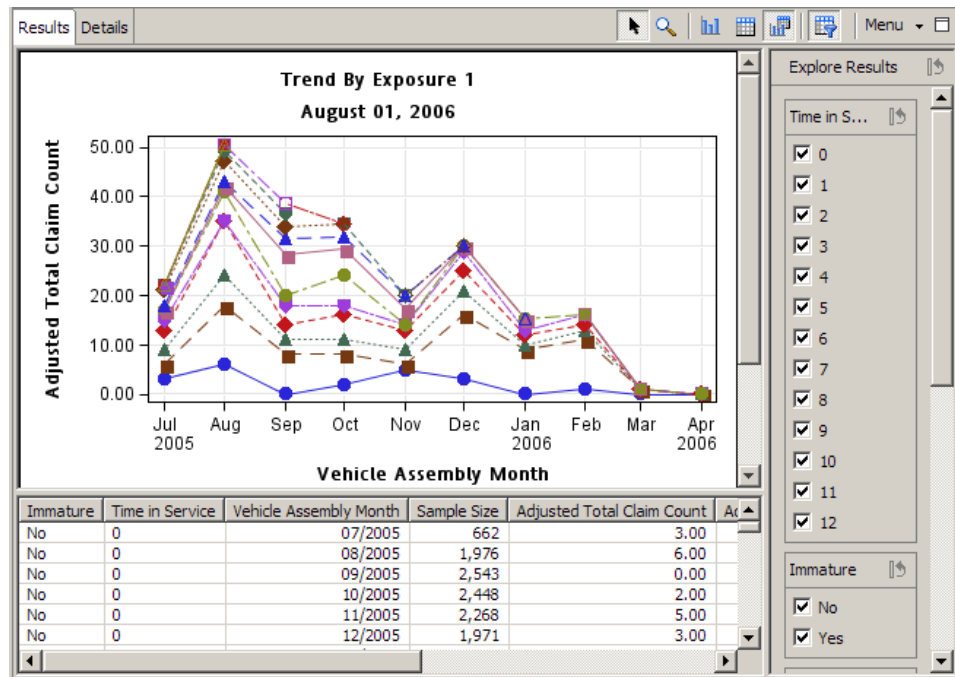 Results Details Menu
Trend By Exposure 1
August 01, 2006
Adjusted Total Claim Count
50.00
40.00
30.00
20.00
10.00
0.00
Jul Aug Sep Oct Nov Dec Jan Feb Mar Apr
2005 2006 2006
Vehicle Assembly Month
Immature Time in Service Vehicle Assembly Month Sample Size Adjusted Total Claim Count
No 0 07/2005 662 3.00
No 0 08/2005 1,976 6.00
No 0 09/2005 2,543 0.00
No 0 10/2005 2,448 2.00
No 0 11/2005 2,268 5.00
No 0 12/2005 1,971 3.00
Explore Results
Time in S...
0
1
2
3
4
5
6
7
8
9
10
11
12
Immature
No
Yes